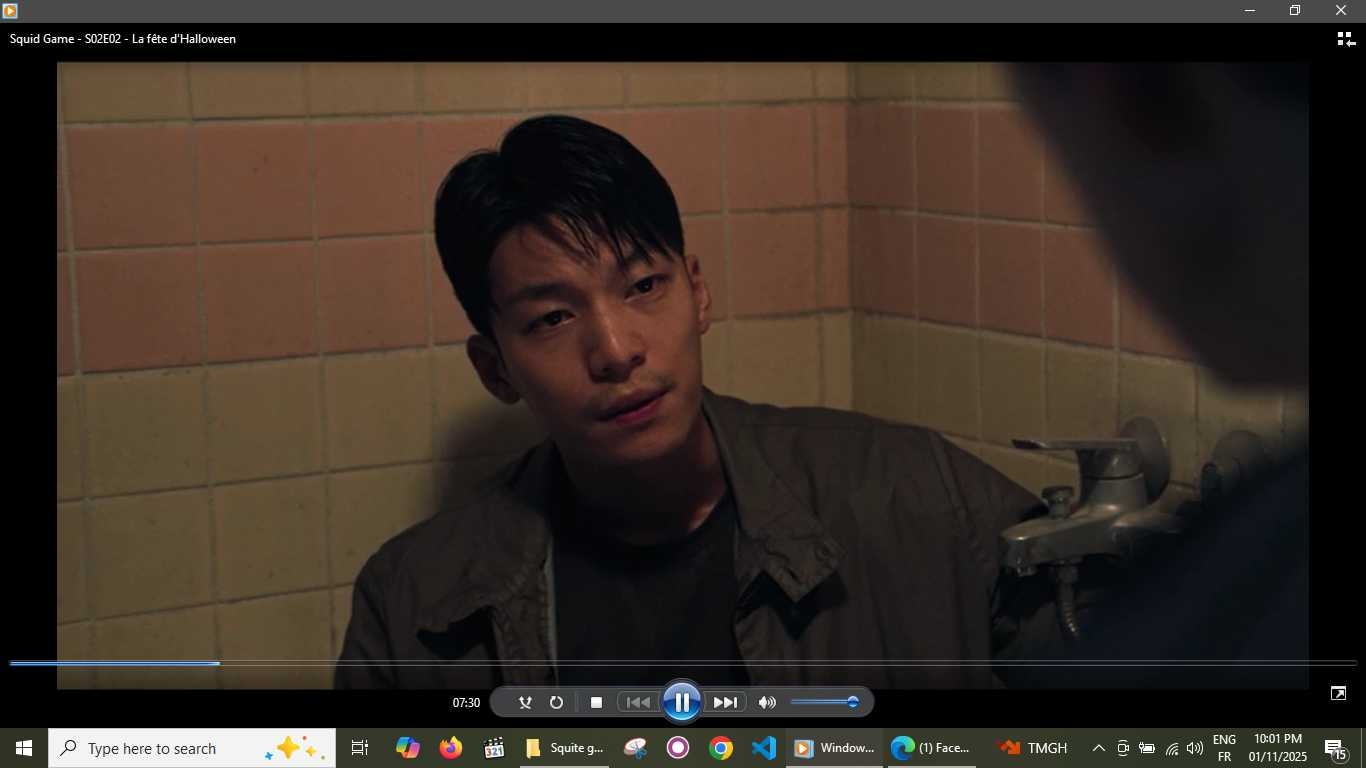 Squid Game - S02E02 - La fête d'Halloween
07:30
Type here to search
321
Squite g...
Window...
(1) Face...
TMGH
ENG
FR
10:01 PM
01/11/2025
15